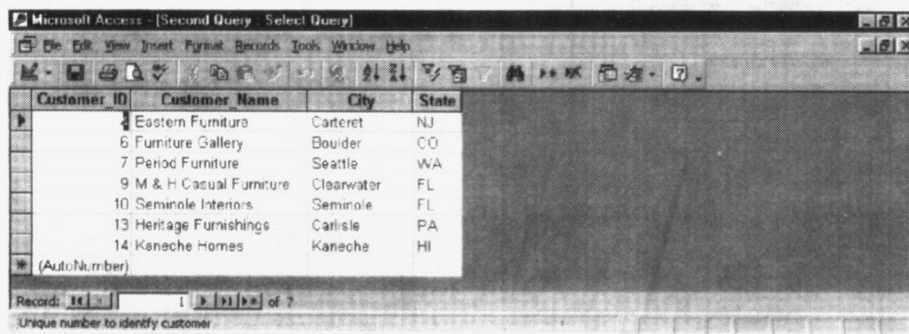 Microsoft Access - [Second Query : Select Query]
File Edit View Insert Format Records Tools Window Help
Customer_ID Customer_Name City State
Eastern Furniture Carteret NJ
6 Furniture Gallery Boulder CO
7 Period Furniture Seattle WA
9 M & H Casual Furniture Clearwater FL
10 Seminole Interiors Seminole FL
13 Heritage Furnishings Carlisle PA
14 Kaneohe Homes Kaneohe HI
(AutoNumber)
Record: 1 of 7
Unique number to identify customer